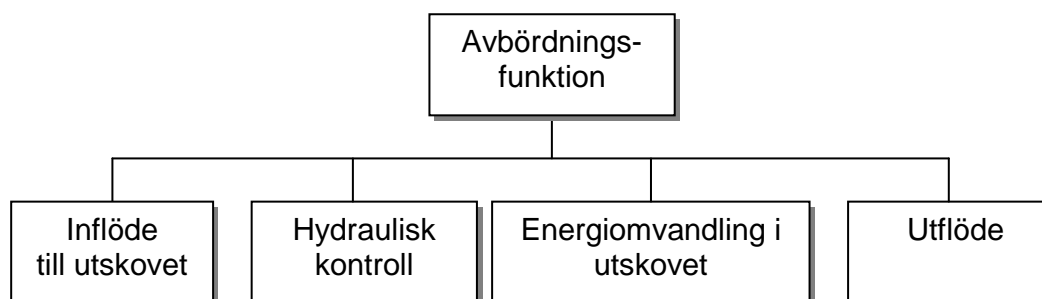 Avbördnings-
funktion
Inflöde
till utskovet
Hydraulisk
kontroll
Energiomvandling i
utskovet
Utflöde